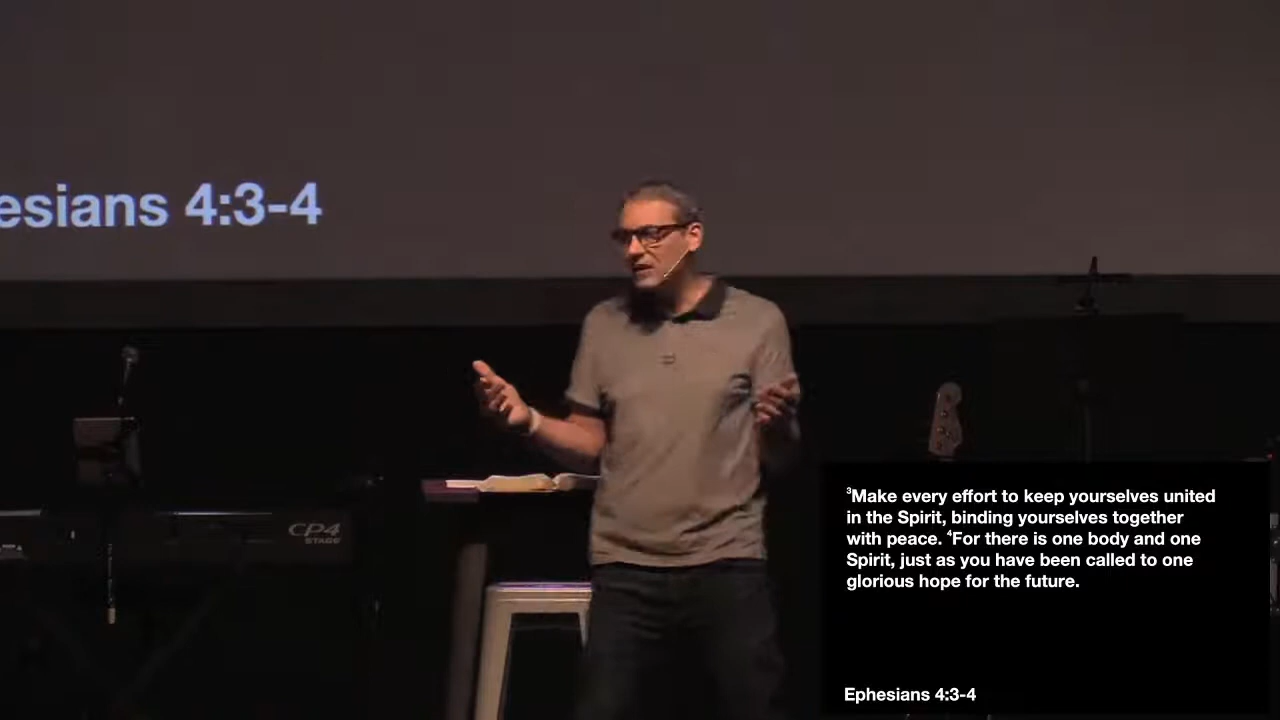 esians 4:3-4
CP4
STAGE
³Make every effort to keep yourselves united
in the Spirit, binding yourselves together
with peace. ⁴For there is one body and one
Spirit, just as you have been called to one
glorious hope for the future.
Ephesians 4:3-4